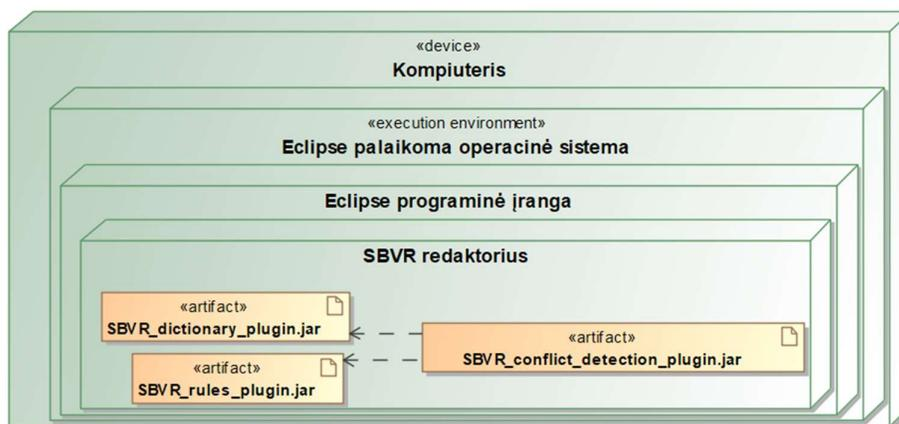 «device»
Kompiuteris
«execution environment»
Eclipse palaikoma operacinė sistema
Eclipse programinė įranga
SBVR redaktorius
«artifact»
SBVR_dictionary_plugin.jar
«artifact»
SBVR_conflict_detection_plugin.jar
«artifact»
SBVR_rules_plugin.jar